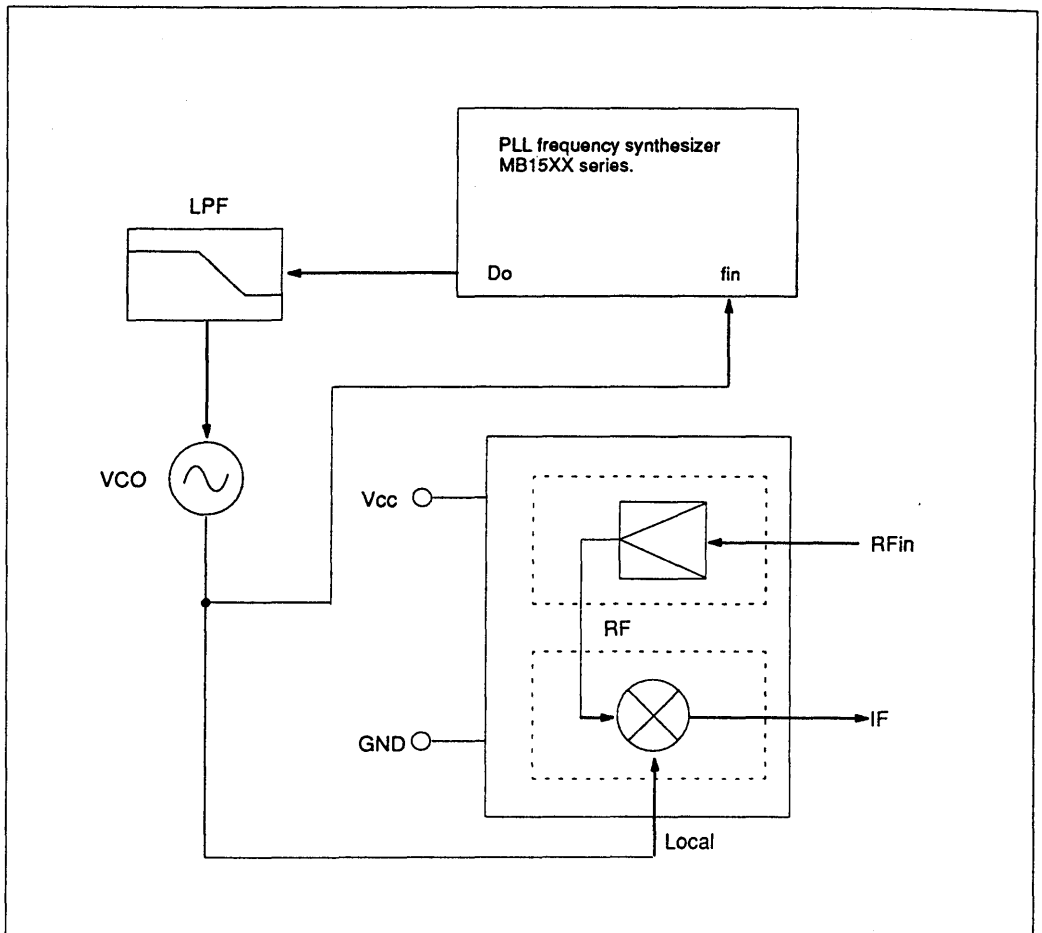 PLL frequency synthesizer
MB15XX series.
LPF
Do
fin
VCO
Vcc
RFin
RF
GND
IF
Local